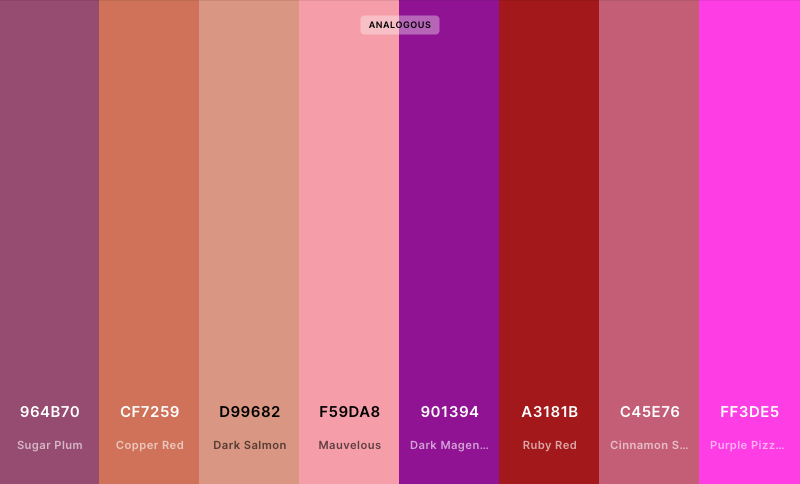 ANALOGOUS
964B70 CF7259 D99682 F59DA8 901394 A3181B C45E76 FF3DE5
Sugar Plum Copper Red Dark Salmon Mauvelous Dark Magen... Ruby Red Cinnamon S... Purple Pizz...